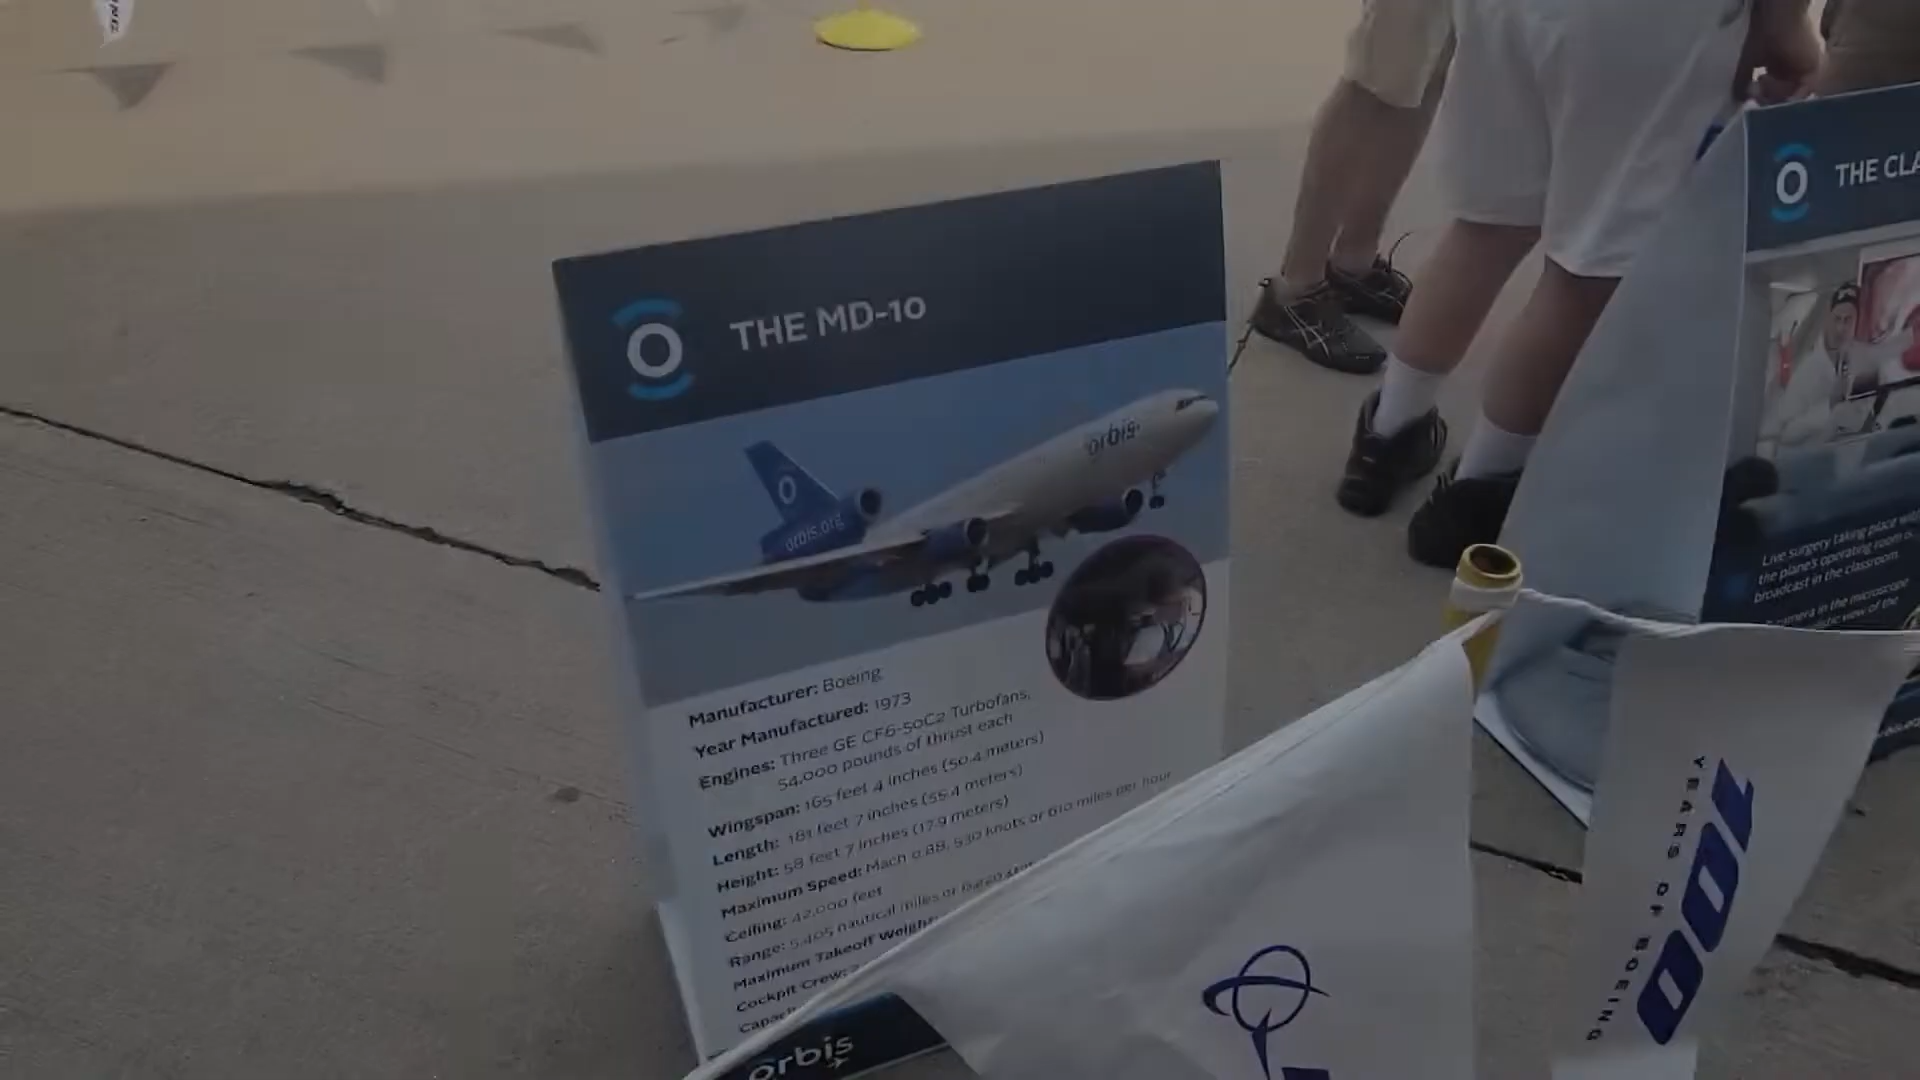 THE MD-10
orbis
O
orbis.org
Manufacturer: Boeing
Year Manufactured: 1973
Engines: Three GE CF6-50C2 Turbofans,
54,000 pounds of thrust each
Wingspan: 165 feet 4 inches (50.4 meters)
Length: 181 feet 7 inches (55.4 meters)
Height: 58 feet 7 inches (17.9 meters)
Maximum Speed: Mach 0.88, 530 knots or 610 miles per hour
Ceiling: 42,000 feet
Range: 5,405 nautical miles or
Maximum Takeoff Weight:
Cockpit Crew:
orbis
THE CLA
Live surgery taking place
the plane's operating room is
broadcast in the classroom
camera in the microscope
view of the
100
YEARS OF BOEING